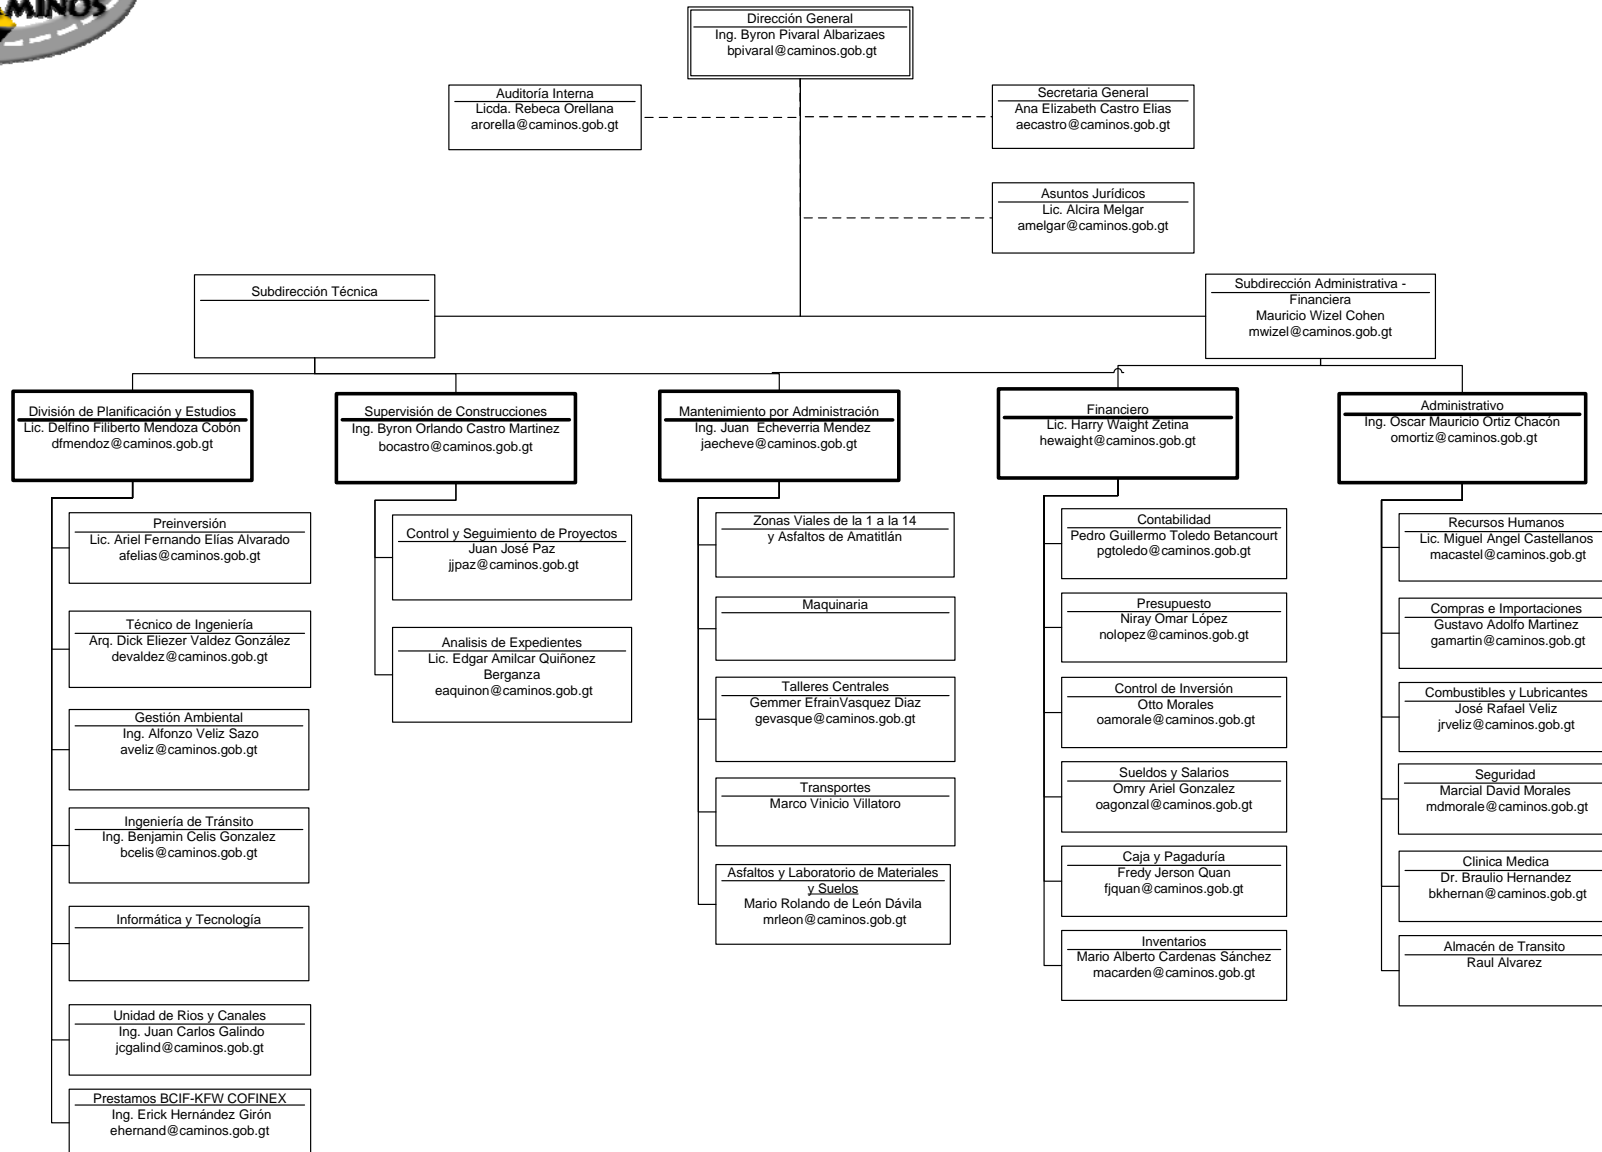 CAMINOS
Dirección General
Ing. Byron Pivaral Albarizaes
bpivaral@caminos.gob.gt
Auditoría Interna
Licda. Rebeca Orellana
arorella@caminos.gob.gt
Secretaria General
Ana Elizabeth Castro Elias
aecastro@caminos.gob.gt
Asuntos Jurídicos
Lic. Alcira Melgar
amelgar@caminos.gob.gt
Subdirección Técnica
Subdirección Administrativa -
Financiera
Mauricio Wizel Cohen
mwizel@caminos.gob.gt
División de Planificación y Estudios
Lic. Delfino Filiberto Mendoza Cobón
dfmendoz@caminos.gob.gt
Supervisión de Construcciones
Ing. Byron Orlando Castro Martinez
bocastro@caminos.gob.gt
Mantenimiento por Administración
Ing. Juan Echeverria Mendez
jaecheve@caminos.gob.gt
Financiero
Lic. Harry Waight Zetina
hewaight@caminos.gob.gt
Administrativo
Ing. Oscar Mauricio Ortiz Chacón
omortiz@caminos.gob.gt
Preinversión
Lic. Ariel Fernando Elías Alvarado
afelias@caminos.gob.gt
Técnico de Ingeniería
Arq. Dick Eliezer Valdez González
devaldez@caminos.gob.gt
Gestión Ambiental
Ing. Alfonzo Veliz Sazo
aveliz@caminos.gob.gt
Ingeniería de Tránsito
Ing. Benjamin Celis Gonzalez
bcelis@caminos.gob.gt
Informática y Tecnología
Unidad de Rios y Canales
Ing. Juan Carlos Galindo
jcgalind@caminos.gob.gt
Prestamos BCIF-KFW COFINEX
Ing. Erick Hernández Girón
ehernand@caminos.gob.gt
Control y Seguimiento de Proyectos
Juan José Paz
jjpaz@caminos.gob.gt
Analisis de Expedientes
Lic. Edgar Amilcar Quiñonez
Berganza
eaquinon@caminos.gob.gt
Zonas Viales de la 1 a la 14
y Asfaltos de Amatitlán
Maquinaria
Talleres Centrales
Gemmer EfrainVasquez Diaz
gevasque@caminos.gob.gt
Transportes
Marco Vinicio Villatoro
Asfaltos y Laboratorio de Materiales
y Suelos
Mario Rolando de León Dávila
mrleon@caminos.gob.gt
Contabilidad
Pedro Guillermo Toledo Betancourt
pgtoledo@caminos.gob.gt
Presupuesto
Niray Omar López
nolopez@caminos.gob.gt
Control de Inversión
Otto Morales
oamorale@caminos.gob.gt
Sueldos y Salarios
Omry Ariel Gonzalez
oagonzal@caminos.gob.gt
Caja y Pagaduría
Fredy Jerson Quan
fjquan@caminos.gob.gt
Inventarios
Mario Alberto Cardenas Sánchez
macarden@caminos.gob.gt
Recursos Humanos
Lic. Miguel Angel Castellanos
macastel@caminos.gob.gt
Compras e Importaciones
Gustavo Adolfo Martinez
gamartin@caminos.gob.gt
Combustibles y Lubricantes
José Rafael Veliz
jrveliz@caminos.gob.gt
Seguridad
Marcial David Morales
mdmorale@caminos.gob.gt
Clinica Medica
Dr. Braulio Hernandez
bkhernan@caminos.gob.gt
Almacén de Transito
Raul Alvarez